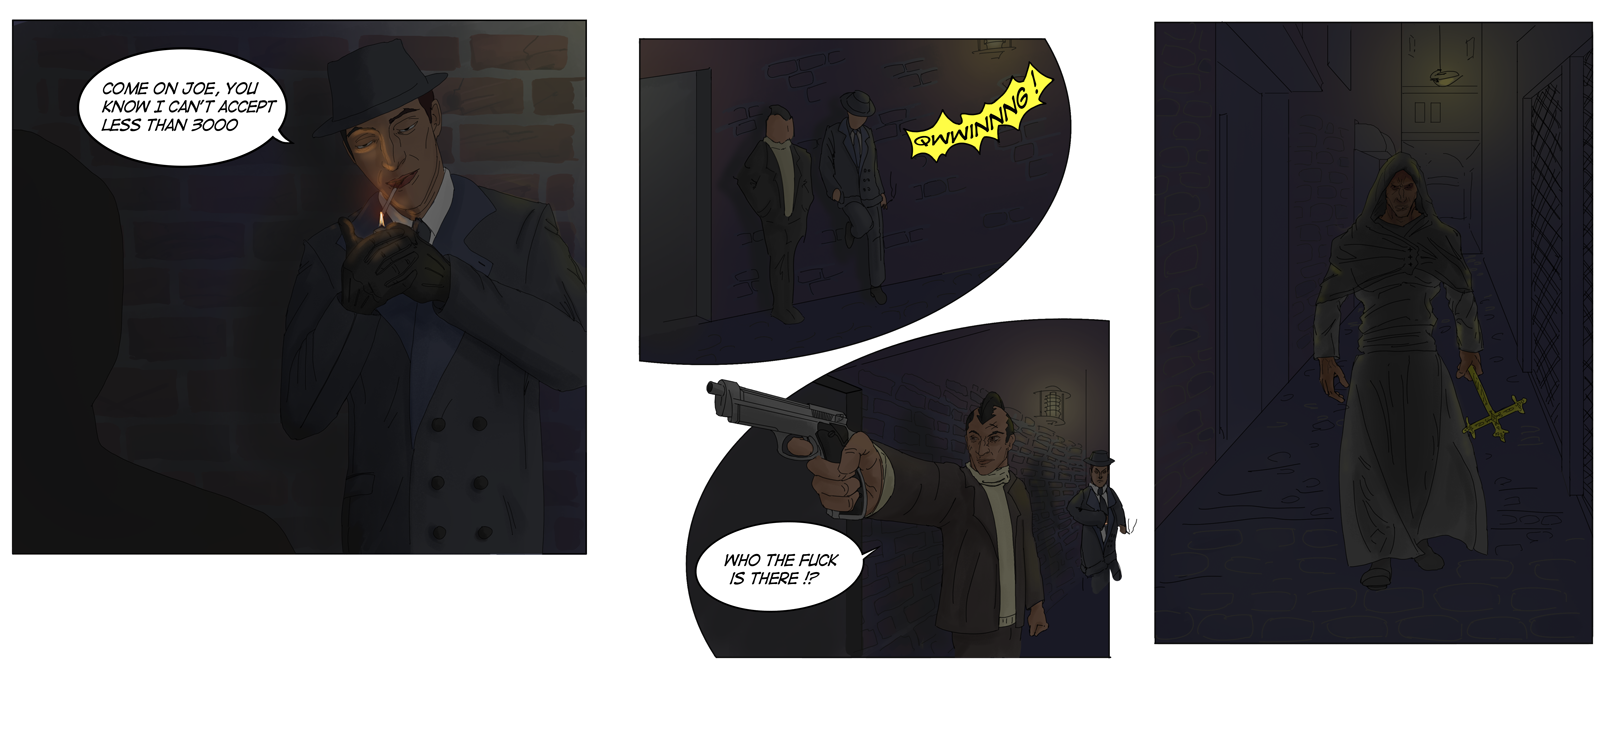 COME ON JOE, YOU
KNOW I CAN'T ACCEPT
LESS THAN 3000
QWWINNNG!
WHO THE FUCK
IS THERE !?